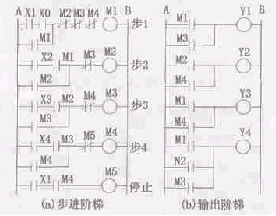 A X1 X0 M2 M3 M4 M1 B
步1
M1
X2 M1 M3 M2
步2
M2
X3 M2 M4 M3
步3
M3
X4 M3 M5 M4
步4
M4
X1 M4 M5
停止
(a)步进阶梯
A B
M1 Y1
M3
M2 Y2
M4
M1 Y3
M4
M1 Y4
N2
M3
(b)输出阶梯